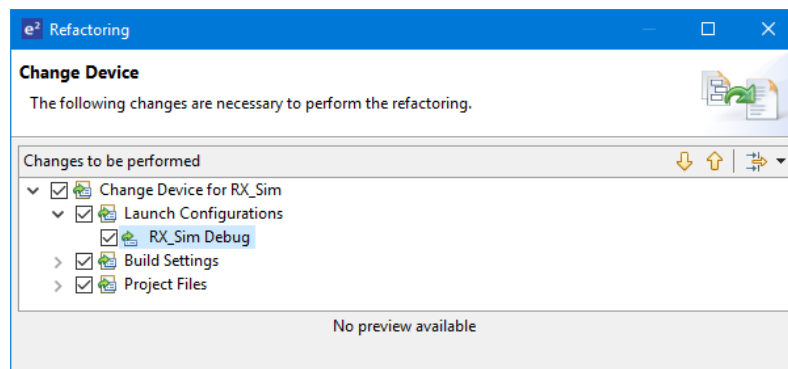 e² Refactoring
Change Device
The following changes are necessary to perform the refactoring.
Changes to be performed
Change Device for RX_Sim
Launch Configurations
RX_Sim Debug
Build Settings
Project Files
No preview available